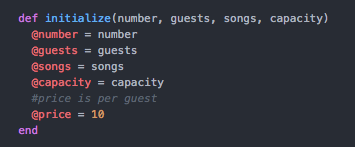 def initialize(number, guests, songs, capacity)
  @number = number
  @guests = guests
  @songs = songs
  @capacity = capacity
  #price is per guest
  @price = 10
end